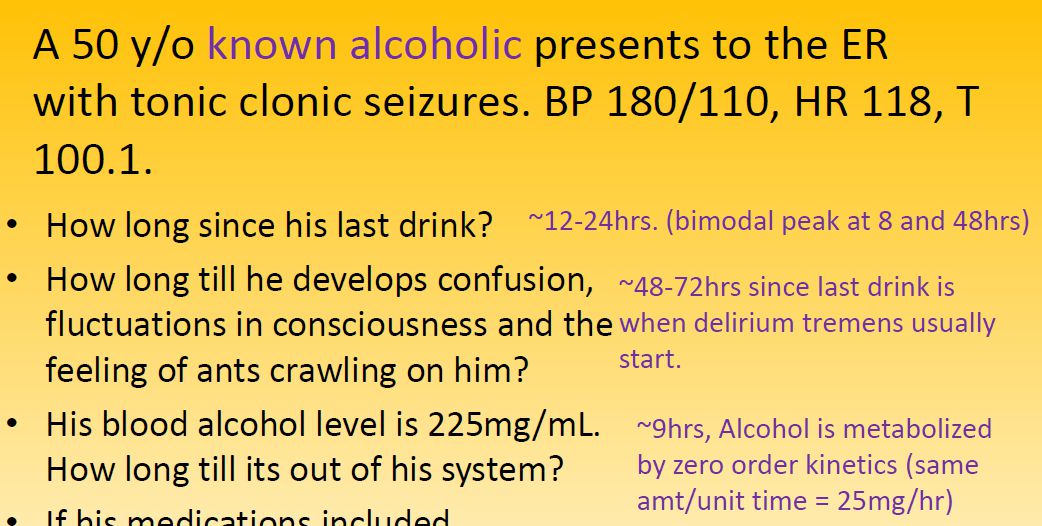 A 50 y/o known alcoholic presents to the ER
with tonic clonic seizures. BP 180/110, HR 118, T
100.1.
• How long since his last drink?
~12-24hrs. (bimodal peak at 8 and 48hrs)
• How long till he develops confusion,
fluctuations in consciousness and the
feeling of ants crawling on him?
~48-72hrs since last drink is
when delirium tremens usually
start.
• His blood alcohol level is 225mg/mL.
How long till its out of his system?
~9hrs, Alcohol is metabolized
by zero order kinetics (same
amt/unit time = 25mg/hr)
• If his medications included